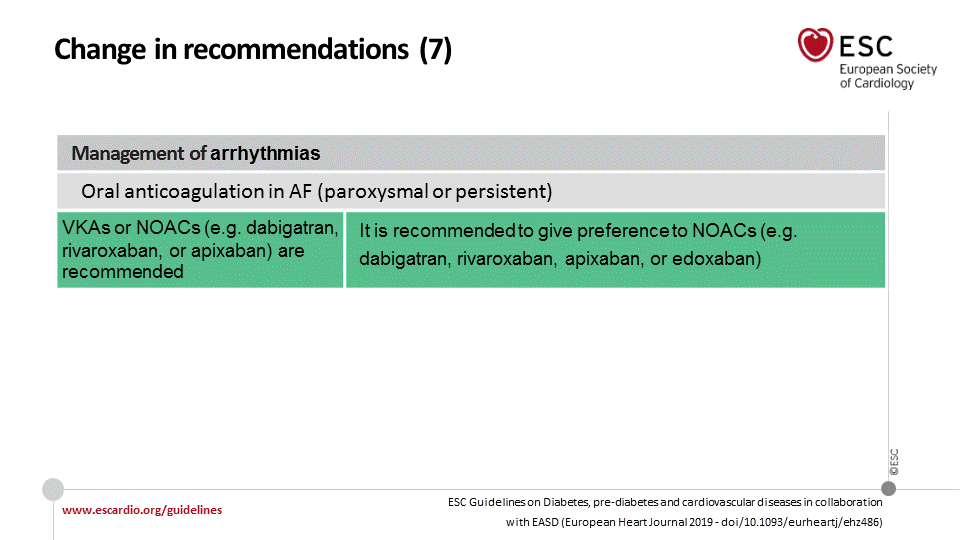 Change in recommendations (7)
ESC
European Society
of Cardiology
Management of arrhythmias
Oral anticoagulation in AF (paroxysmal or persistent)
VKAs or NOACs (e.g. dabigatran,
rivaroxaban, or apixaban) are
recommended
It is recommended to give preference to NOACs (e.g.
dabigatran, rivaroxaban, apixaban, or edoxaban)
©ESC
www.escardio.org/guidelines
ESC Guidelines on Diabetes, pre-diabetes and cardiovascular diseases in collaboration
with EASD (European Heart Journal 2019 - doi/10.1093/eurheartj/ehz486)